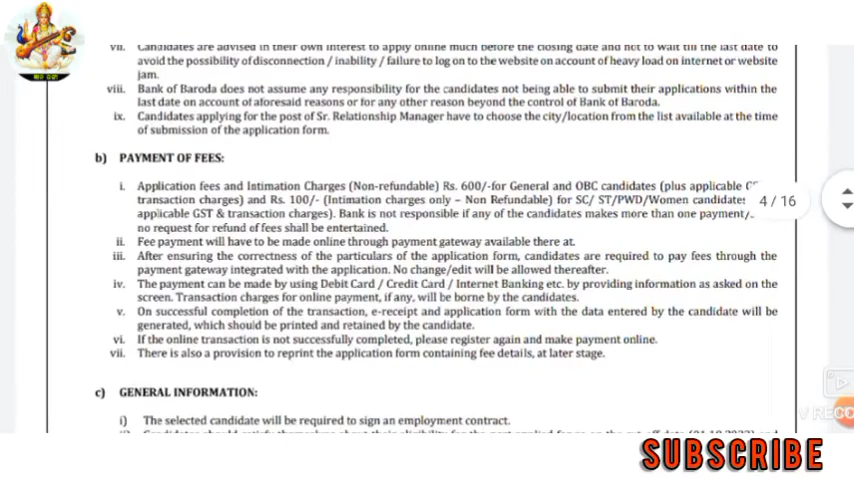 vii. Candidates are advised in their own interest to apply online much before the closing date and not to wait till the last date to
avoid the possibility of disconnection / inability / failure to log on to the website on account of heavy load on internet or website
jam.
viii. Bank of Baroda does not assume any responsibility for the candidates not being able to submit their applications within the
last date on account of aforesaid reasons or for any other reason beyond the control of Bank of Baroda.
ix. Candidates applying for the post of Sr. Relationship Manager have to choose the city/location from the list available at the time
of submission of the application form.
b) PAYMENT OF FEES:
i. Application fees and Intimation Charges (Non-refundable) Rs. 600/-for General and OBC candidates (plus applicable
transaction charges) and Rs. 100/- (Intimation charges only – Non Refundable) for SC/ ST/PWD/Women candidates
4 / 16
applicable GST & transaction charges). Bank is not responsible if any of the candidates makes more than one payment/
no request for refund of fees shall be entertained.
ii. Fee payment will have to be made online through payment gateway available there at.
iii. After ensuring the correctness of the particulars of the application form, candidates are required to pay fees through the
payment gateway integrated with the application. No change/edit will be allowed thereafter.
iv. The payment can be made by using Debit Card / Credit Card / Internet Banking etc. by providing information as asked on the
screen. Transaction charges for online payment, if any, will be borne by the candidates.
v. On successful completion of the transaction, e-receipt and application form with the data entered by the candidate will be
generated, which should be printed and retained by the candidate.
vi. If the online transaction is not successfully completed, please register again and make payment online.
vii. There is also a provision to reprint the application form containing fee details, at later stage.
c) GENERAL INFORMATION:
i) The selected candidate will be required to sign an employment contract.
V REC
SUBSCRIBE